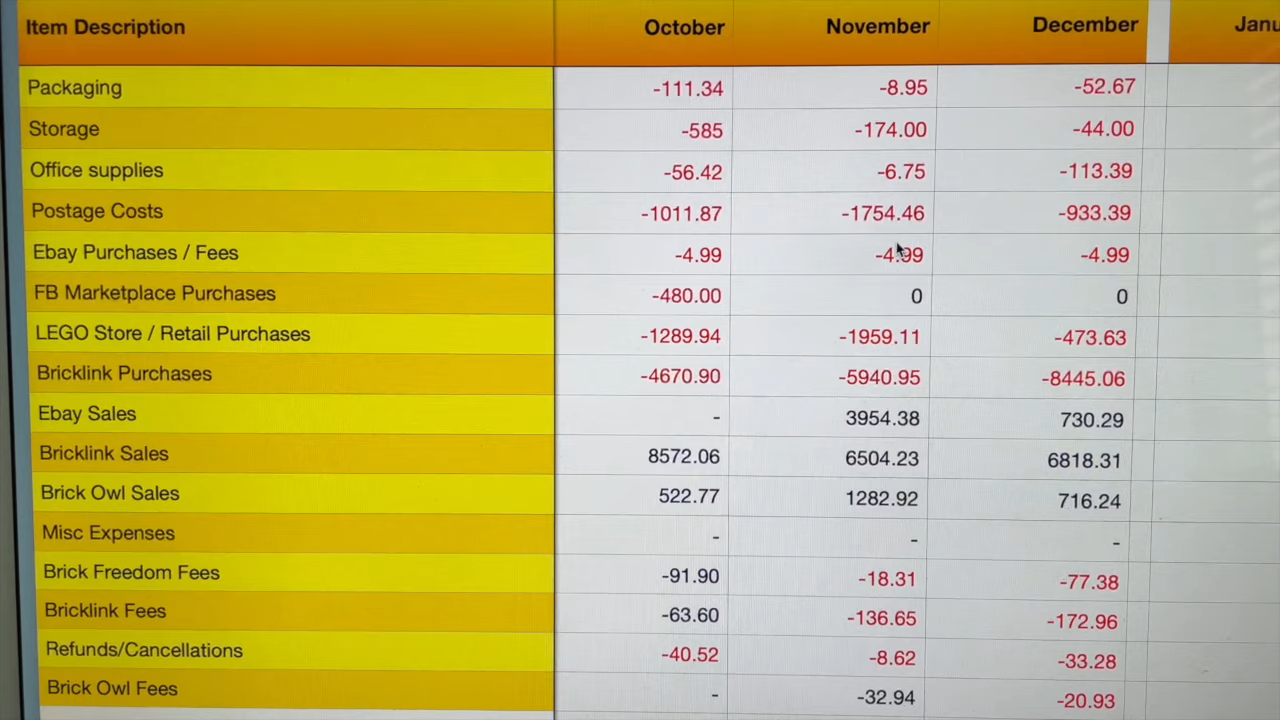 Item Description October November December Janu
Packaging -111.34 -8.95 -52.67
Storage -585 -174.00 -44.00
Office supplies -56.42 -6.75 -113.39
Postage Costs -1011.87 -1754.46 -933.39
Ebay Purchases / Fees -4.99 -4.99 -4.99
FB Marketplace Purchases -480.00 0 0
LEGO Store / Retail Purchases -1289.94 -1959.11 -473.63
Bricklink Purchases -4670.90 -5940.95 -8445.06
Ebay Sales - 3954.38 730.29
Bricklink Sales 8572.06 6504.23 6818.31
Brick Owl Sales 522.77 1282.92 716.24
Misc Expenses - - -
Brick Freedom Fees -91.90 -18.31 -77.38
Bricklink Fees -63.60 -136.65 -172.96
Refunds/Cancellations -40.52 -8.62 -33.28
Brick Owl Fees - -32.94 -20.93